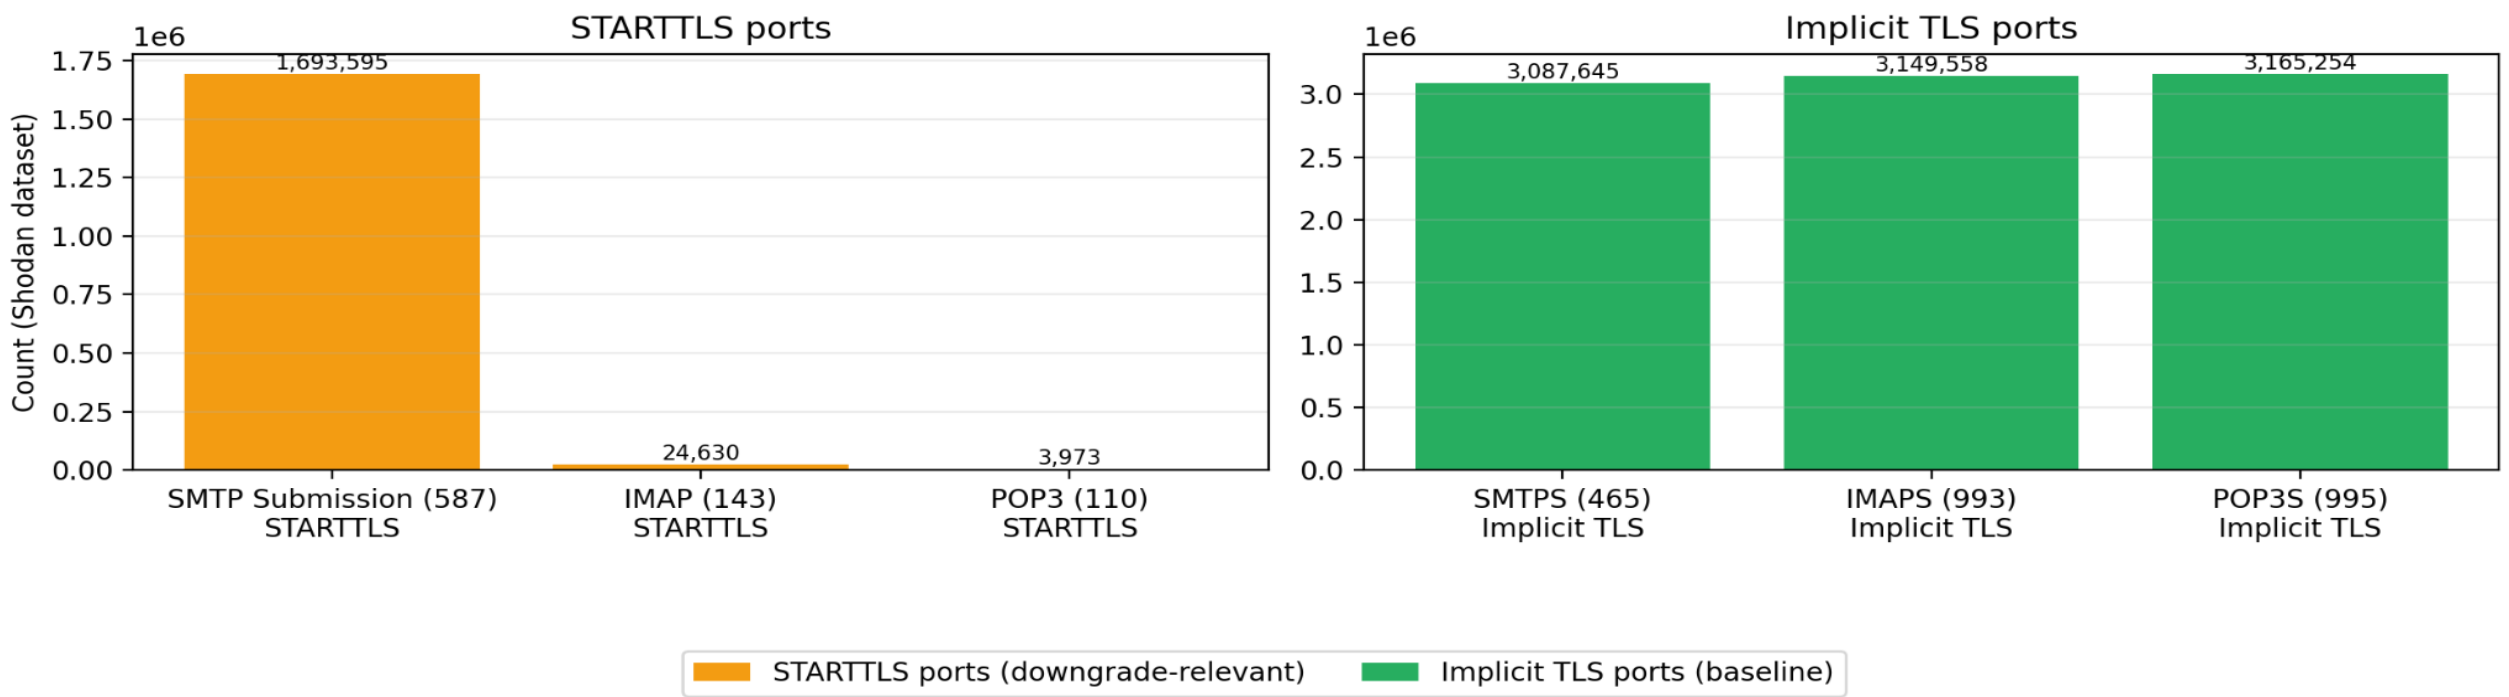 STARTTLS ports
1e6
1.75
1.50
1.25
1.00
0.75
0.50
0.25
0.00
Count (Shodan dataset)
1,693,595
24,630
3,973
SMTP Submission (587)
STARTTLS
IMAP (143)
STARTTLS
POP3 (110)
STARTTLS
Implicit TLS ports
1e6
3.0
2.5
2.0
1.5
1.0
0.5
0.0
3,087,645
3,149,558
3,165,254
SMTPS (465)
Implicit TLS
IMAPS (993)
Implicit TLS
POP3S (995)
Implicit TLS
STARTTLS ports (downgrade-relevant)
Implicit TLS ports (baseline)